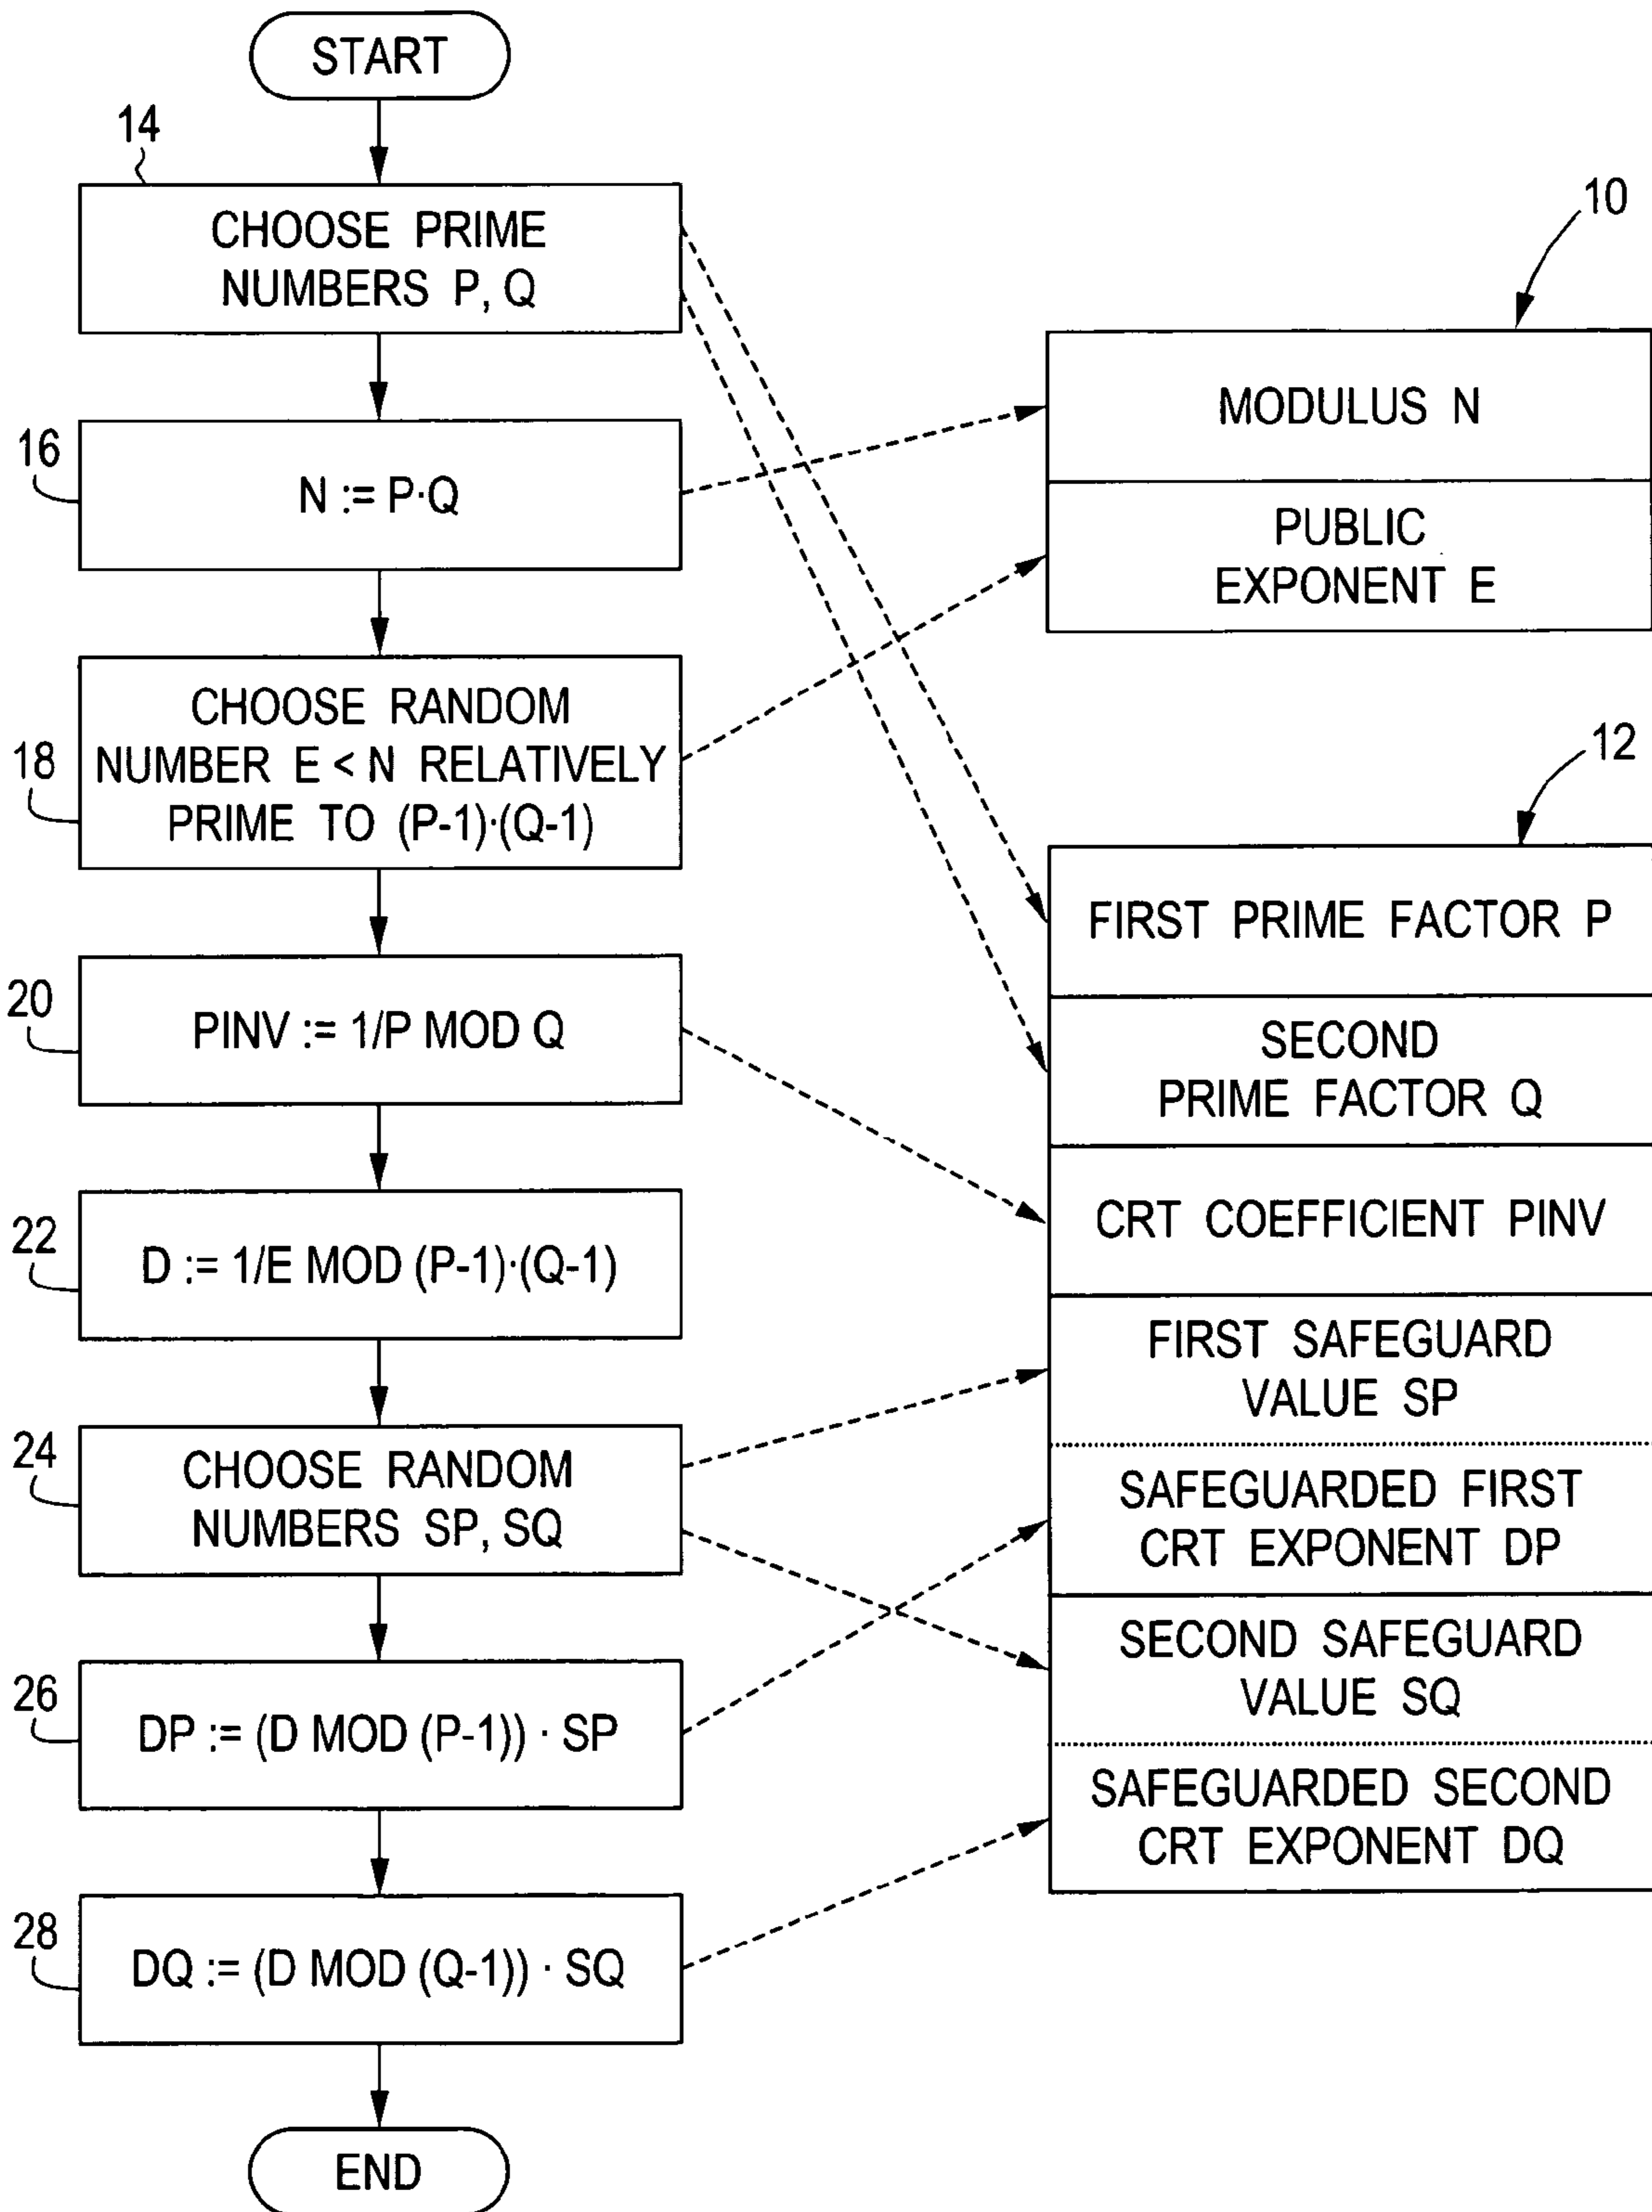 START
14
CHOOSE PRIME
NUMBERS P, Q
16
N := P·Q
18
CHOOSE RANDOM
NUMBER E < N RELATIVELY
PRIME TO (P-1)·(Q-1)
20
PINV := 1/P MOD Q
22
D := 1/E MOD (P-1)·(Q-1)
24
CHOOSE RANDOM
NUMBERS SP, SQ
26
DP := (D MOD (P-1)) · SP
28
DQ := (D MOD (Q-1)) · SQ
END
10
MODULUS N
PUBLIC
EXPONENT E
12
FIRST PRIME FACTOR P
SECOND
PRIME FACTOR Q
CRT COEFFICIENT PINV
FIRST SAFEGUARD
VALUE SP
SAFEGUARDED FIRST
CRT EXPONENT DP
SECOND SAFEGUARD
VALUE SQ
SAFEGUARDED SECOND
CRT EXPONENT DQ